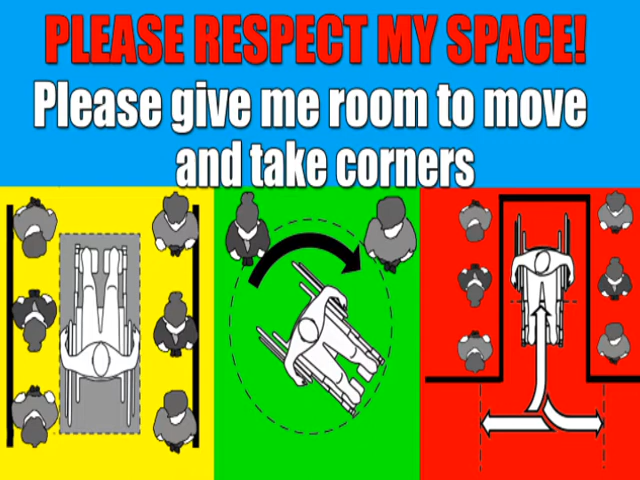 PLEASE RESPECT MY SPACE!
Please give me room to move
and take corners